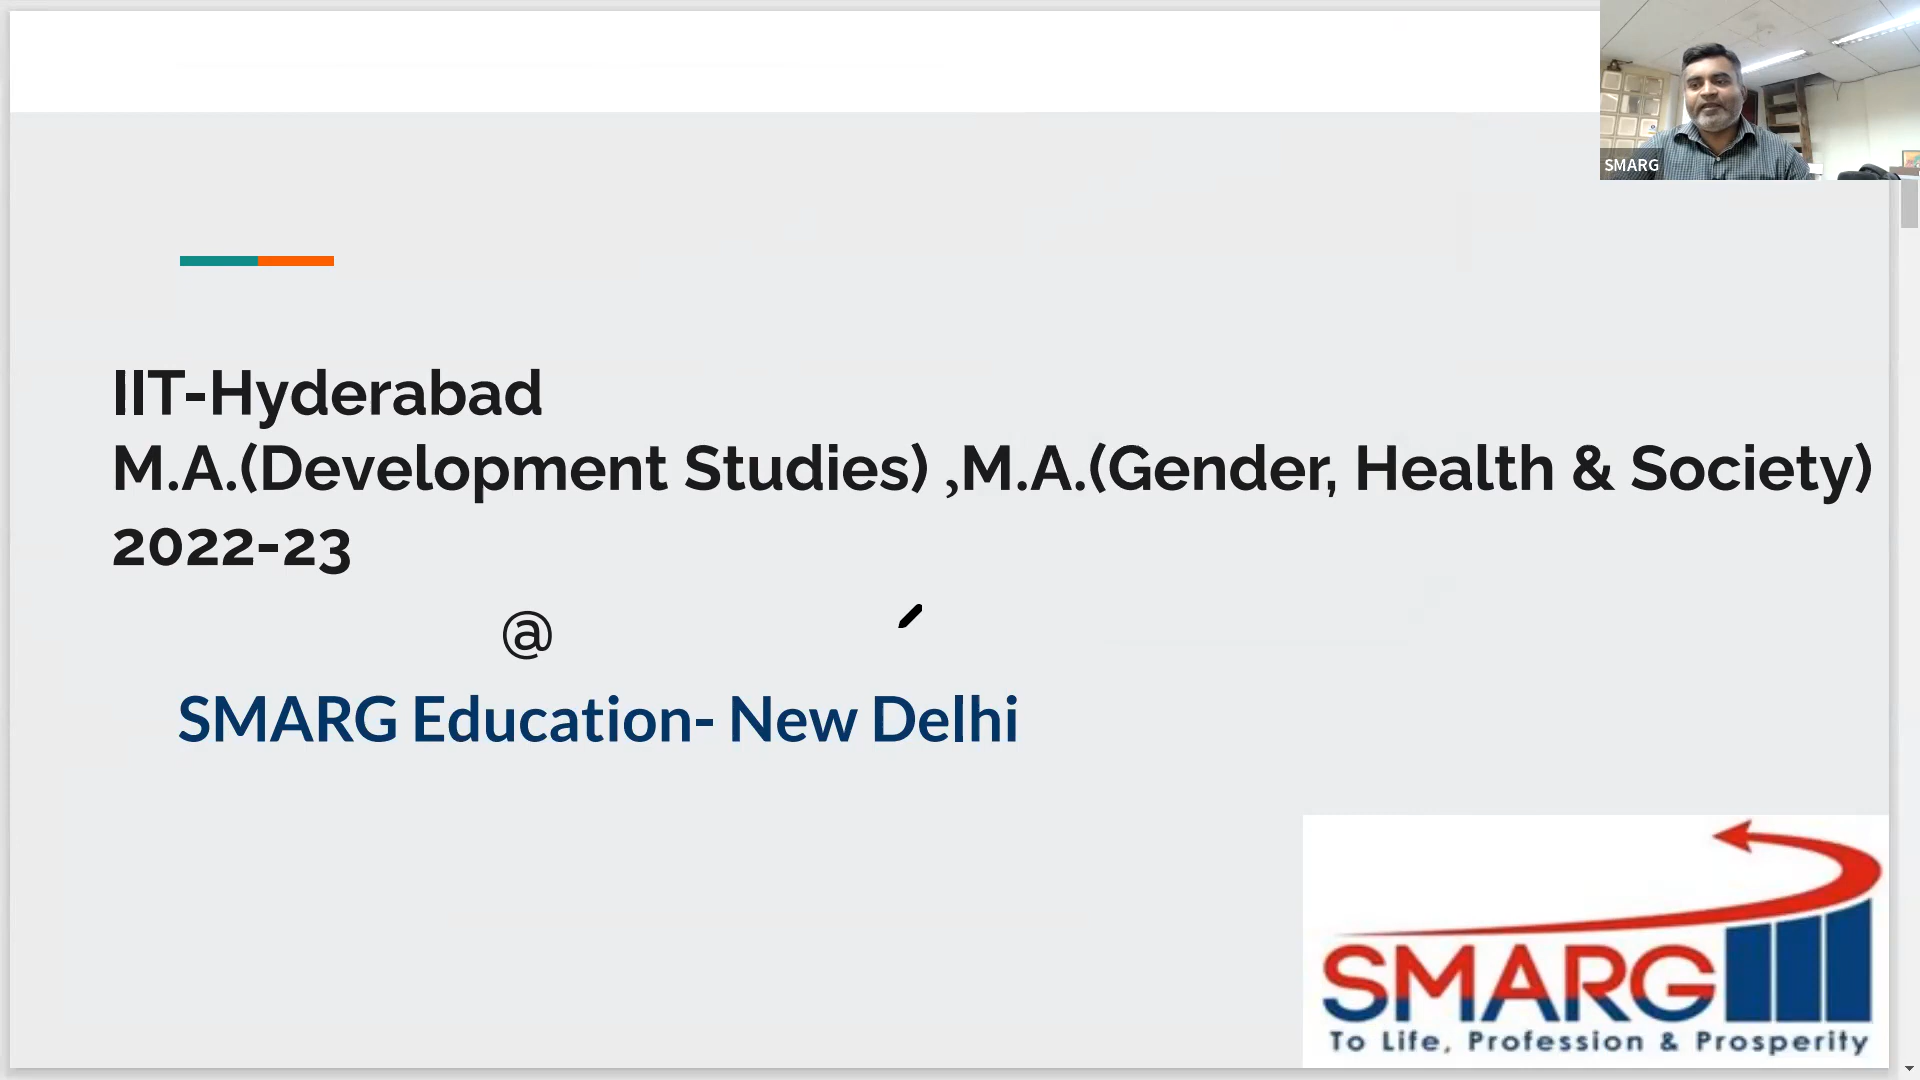 SMARG
IIT-Hyderabad
M.A.(Development Studies) ,M.A.(Gender, Health & Society)
2022-23
@
SMARG Education- New Delhi
SMARG
To Life, Profession & Prosperity